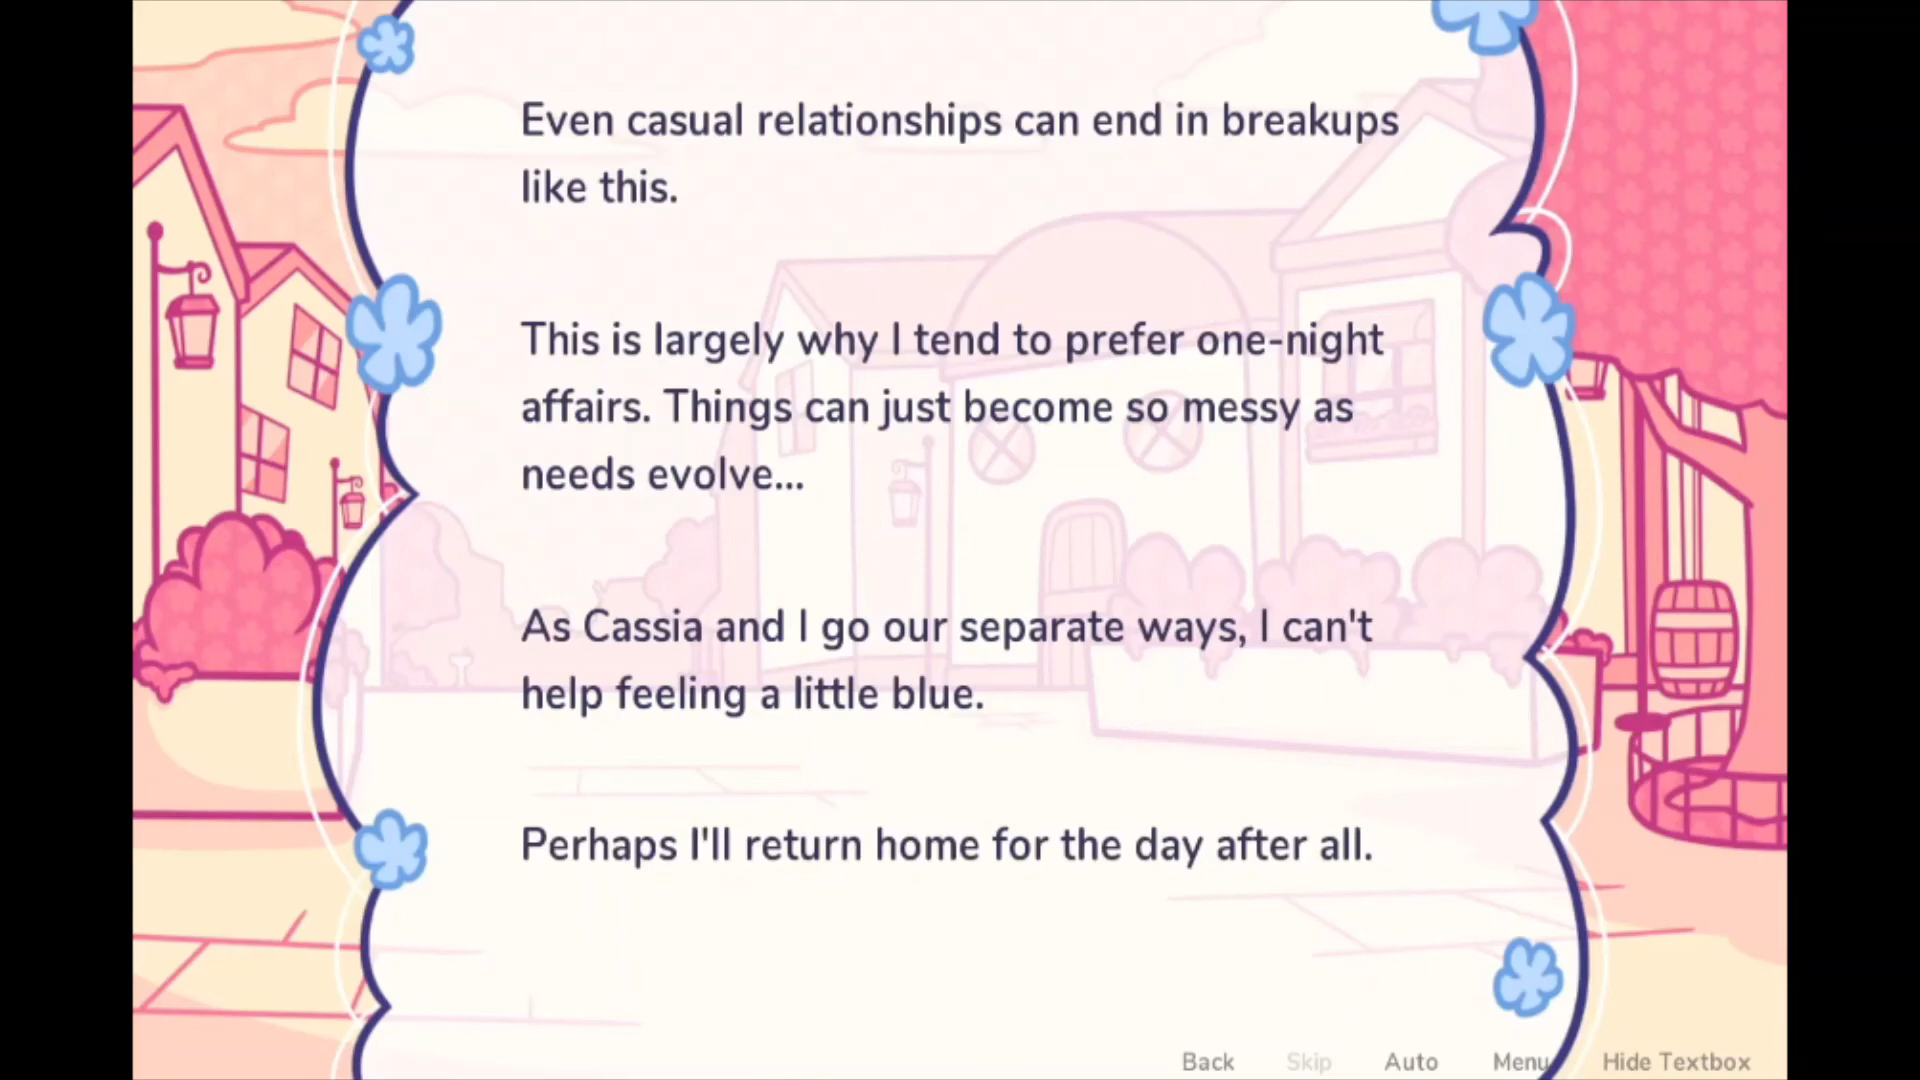 Even casual relationships can end in breakups
like this.
This is largely why I tend to prefer one-night
affairs. Things can just become so messy as
needs evolve...
As Cassia and I go our separate ways, I can't
help feeling a little blue.
Perhaps I'll return home for the day after all.
Back Skip Auto Menu Hide Textbox